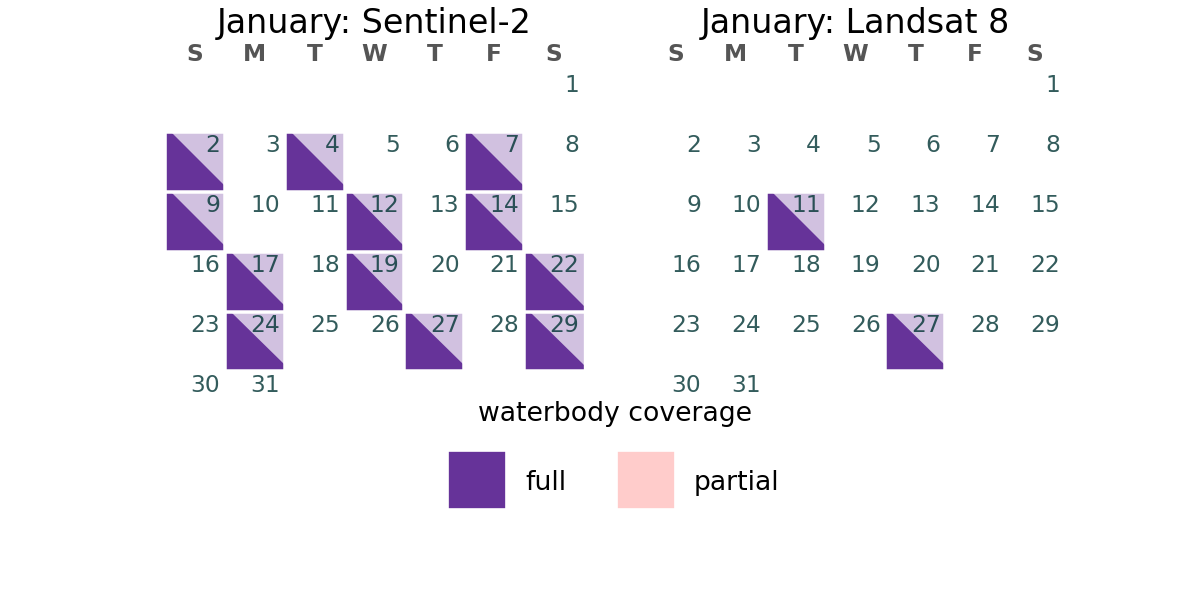 January: Sentinel-2
S M T W T F S
1
2 3 4 5 6 7 8
9 10 11 12 13 14 15
16 17 18 19 20 21 22
23 24 25 26 27 28 29
30 31
January: Landsat 8
S M T W T F S
1
2 3 4 5 6 7 8
9 10 11 12 13 14 15
16 17 18 19 20 21 22
23 24 25 26 27 28 29
30 31
waterbody coverage
full partial